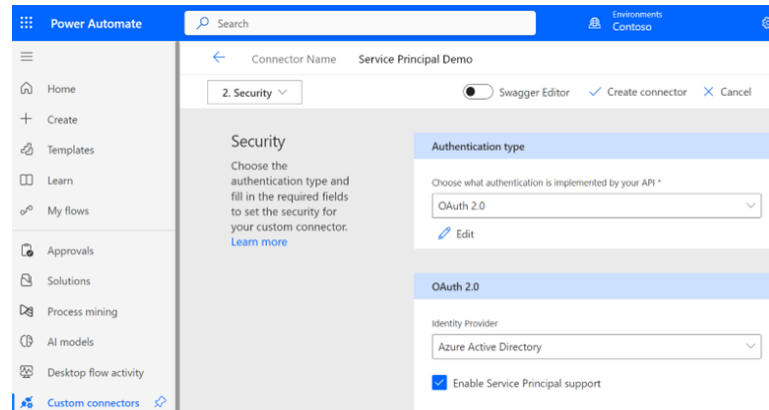 Power Automate
Search
Environments
Contoso
Connector Name Service Principal Demo
2. Security
Swagger Editor
Create connector
Cancel
Home
Create
Templates
Learn
My flows
Approvals
Solutions
Process mining
AI models
Desktop flow activity
Custom connectors
Security
Choose the
authentication type and
fill in the required fields
to set the security for
your custom connector.
Learn more
Authentication type
Choose what authentication is implemented by your API *
OAuth 2.0
Edit
OAuth 2.0
Identity Provider
Azure Active Directory
Enable Service Principal support